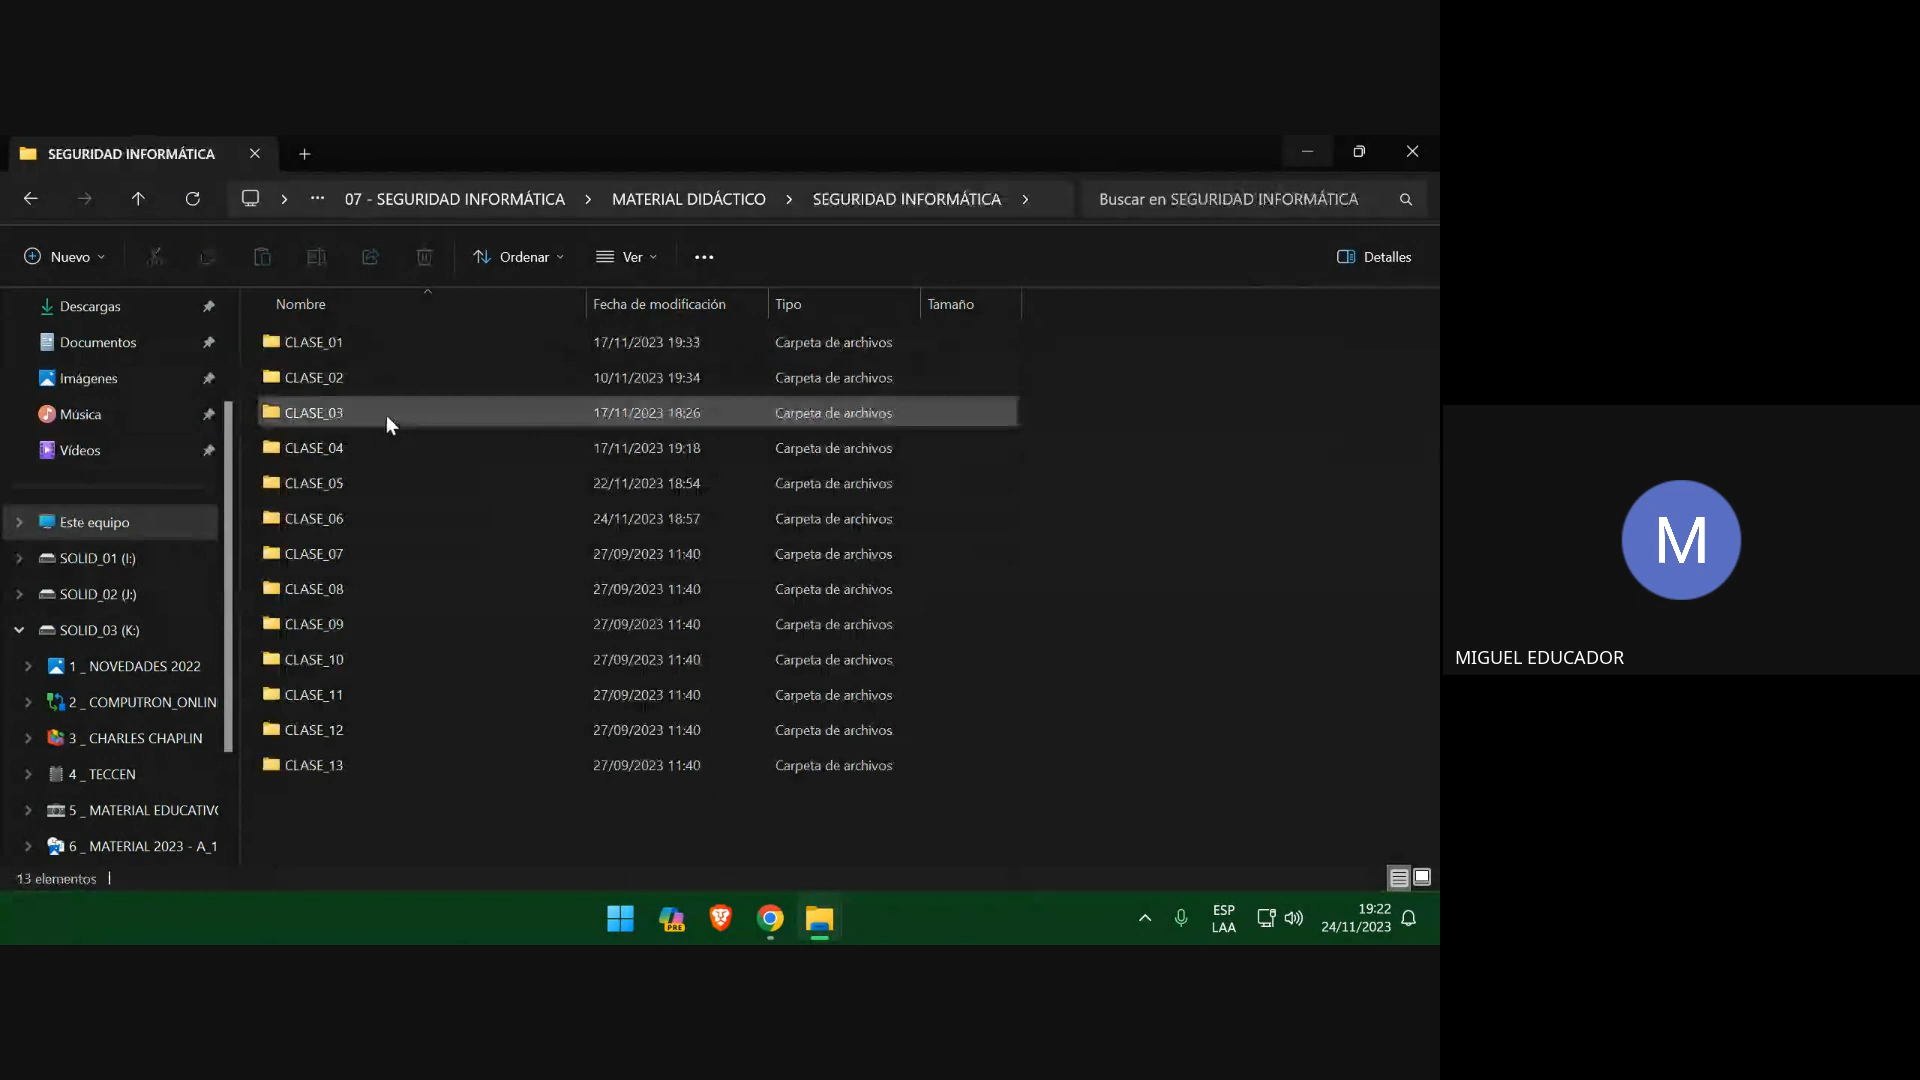 SEGURIDAD INFORMÁTICA
07 - SEGURIDAD INFORMÁTICA > MATERIAL DIDÁCTICO > SEGURIDAD INFORMÁTICA > Buscar en SEGURIDAD INFORMÁTICA
Nuevo Ordenar Ver Detalles
Nombre Fecha de modificación Tipo Tamaño
Descargas
Documentos
Imágenes
Música
Vídeos
Este equipo
SOLID_01 (I:)
SOLID_02 (J:)
SOLID_03 (K:)
1 _ NOVEDADES 2022
2 _ COMPUTRON_ONLIN
3 _ CHARLES CHAPLIN
4 _ TECCEN
5 _ MATERIAL EDUCATIV
6 _ MATERIAL 2023 - A_1
CLASE_01 17/11/2023 19:33 Carpeta de archivos
CLASE_02 10/11/2023 19:34 Carpeta de archivos
CLASE_03 17/11/2023 18:26 Carpeta de archivos
CLASE_04 17/11/2023 19:18 Carpeta de archivos
CLASE_05 22/11/2023 18:54 Carpeta de archivos
CLASE_06 24/11/2023 18:57 Carpeta de archivos
CLASE_07 27/09/2023 11:40 Carpeta de archivos
CLASE_08 27/09/2023 11:40 Carpeta de archivos
CLASE_09 27/09/2023 11:40 Carpeta de archivos
CLASE_10 27/09/2023 11:40 Carpeta de archivos
CLASE_11 27/09/2023 11:40 Carpeta de archivos
CLASE_12 27/09/2023 11:40 Carpeta de archivos
CLASE_13 27/09/2023 11:40 Carpeta de archivos
13 elementos
PRE
ESP
LAA
19:22
24/11/2023
M
MIGUEL EDUCADOR